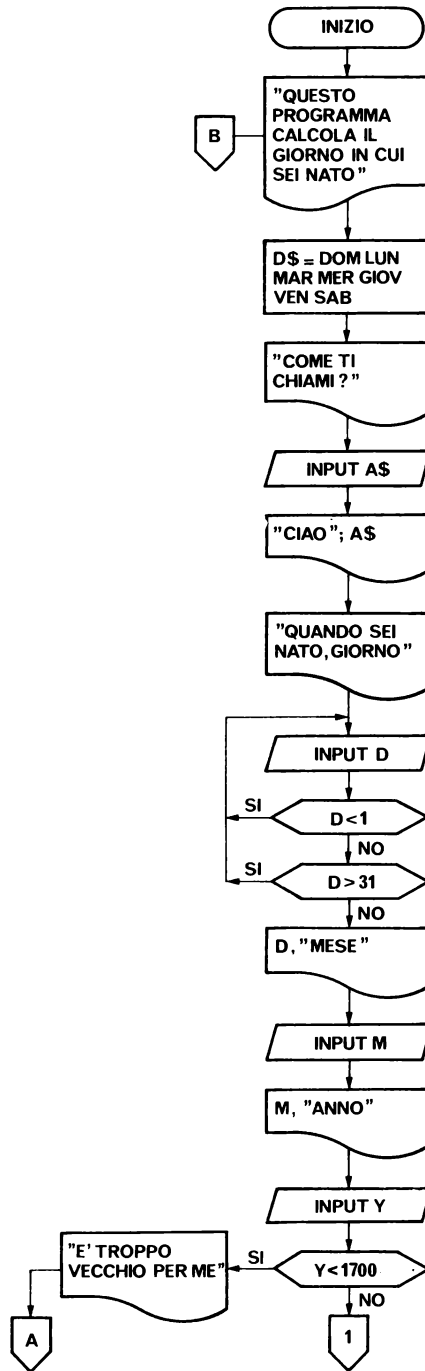 INIZIO
"QUESTO
PROGRAMMA
CALCOLA IL
GIORNO IN CUI
SEI NATO"
B
D$ = DOM LUN
MAR MER GIOV
VEN SAB
"COME TI
CHIAMI?"
INPUT A$
"CIAO"; A$
"QUANDO SEI
NATO, GIORNO"
INPUT D
SI
D<1
NO
SI
D>31
NO
D, "MESE"
INPUT M
M, "ANNO"
INPUT Y
"E' TROPPO
VECCHIO PER ME"
SI
Y<1700
NO
A
1